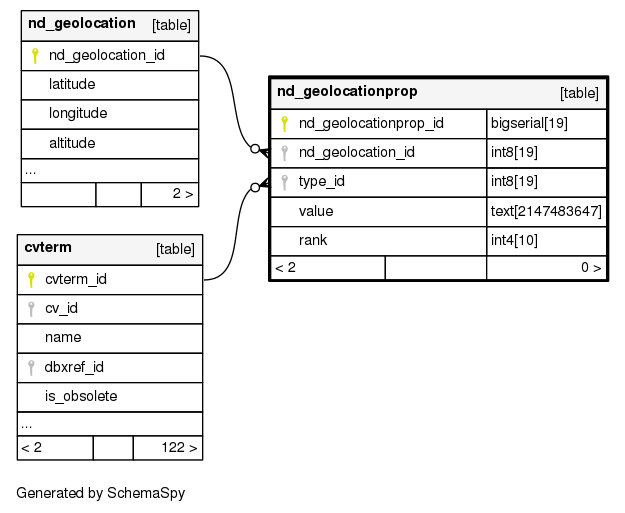 nd_geolocation [table]
nd_geolocation_id
latitude
longitude
altitude
...
2 >
nd_geolocationprop [table]
nd_geolocationprop_id bigserial[19]
nd_geolocation_id int8[19]
type_id int8[19]
value text[2147483647]
rank int4[10]
< 2 0 >
cvterm [table]
cvterm_id
cv_id
name
dbxref_id
is_obsolete
...
< 2 122 >
Generated by SchemaSpy